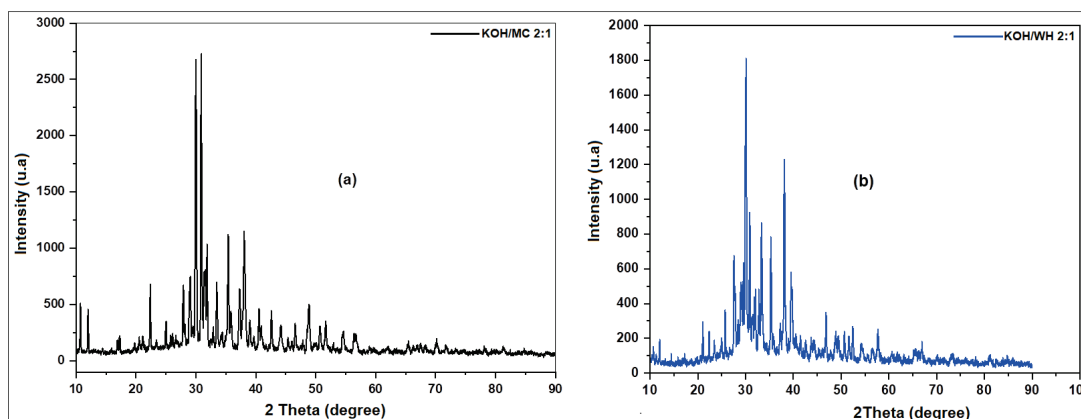 3000
2500
2000
1500
1000
500
0
10 20 30 40 50 60 70 80 90
Intensity (u.a)
2 Theta (degree)
KOH/MC 2:1
(a)
2000
1800
1600
1400
1200
1000
800
600
400
200
0
10 20 30 40 50 60 70 80 90 10
Intensity (u.a)
2Theta (degree)
KOH/WH 2:1
(b)